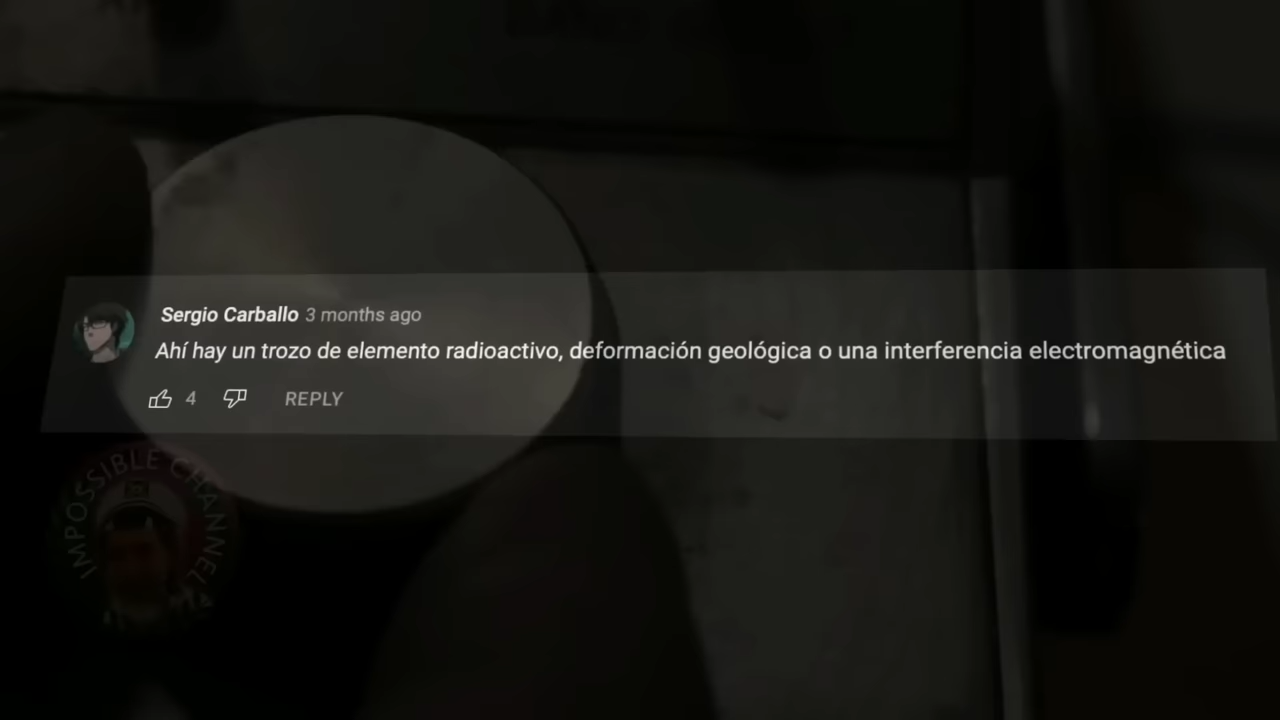 Sergio Carballo 3 months ago
Ahí hay un trozo de elemento radioactivo, deformación geológica o una interferencia electromagnética
4
REPLY
IMPOSSIBLE CHANNEL